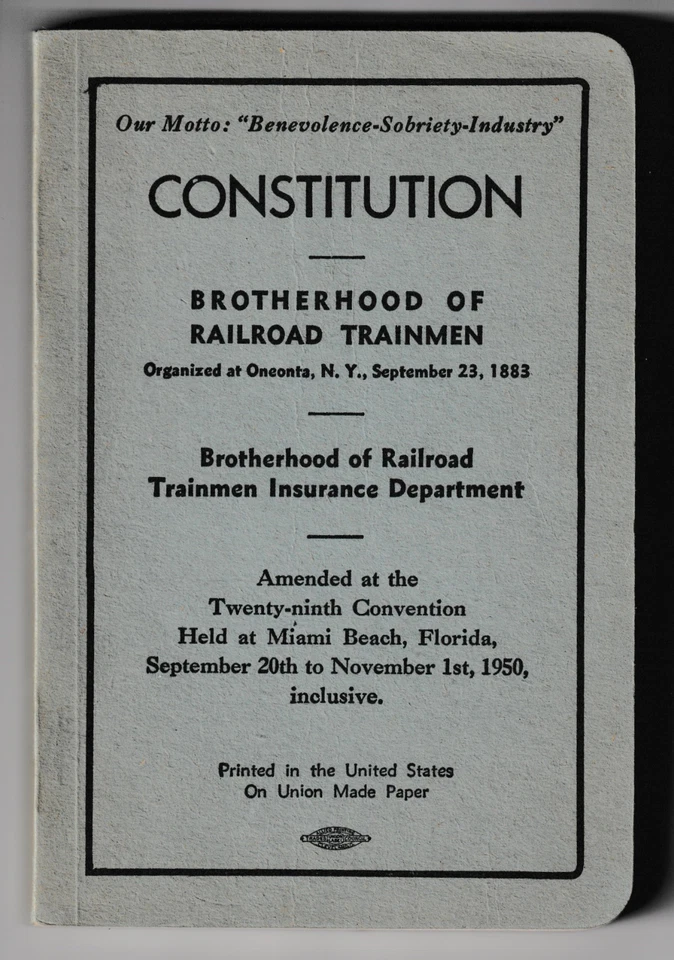 Our Motto: "Benevolence-Sobriety-Industry"
CONSTITUTION
BROTHERHOOD OF
RAILROAD TRAINMEN
Organized at Oneonta, N. Y., September 23, 1883
Brotherhood of Railroad
Trainmen Insurance Department
Amended at the
Twenty-ninth Convention
Held at Miami Beach, Florida,
September 20th to November 1st, 1950,
inclusive.
Printed in the United States
On Union Made Paper